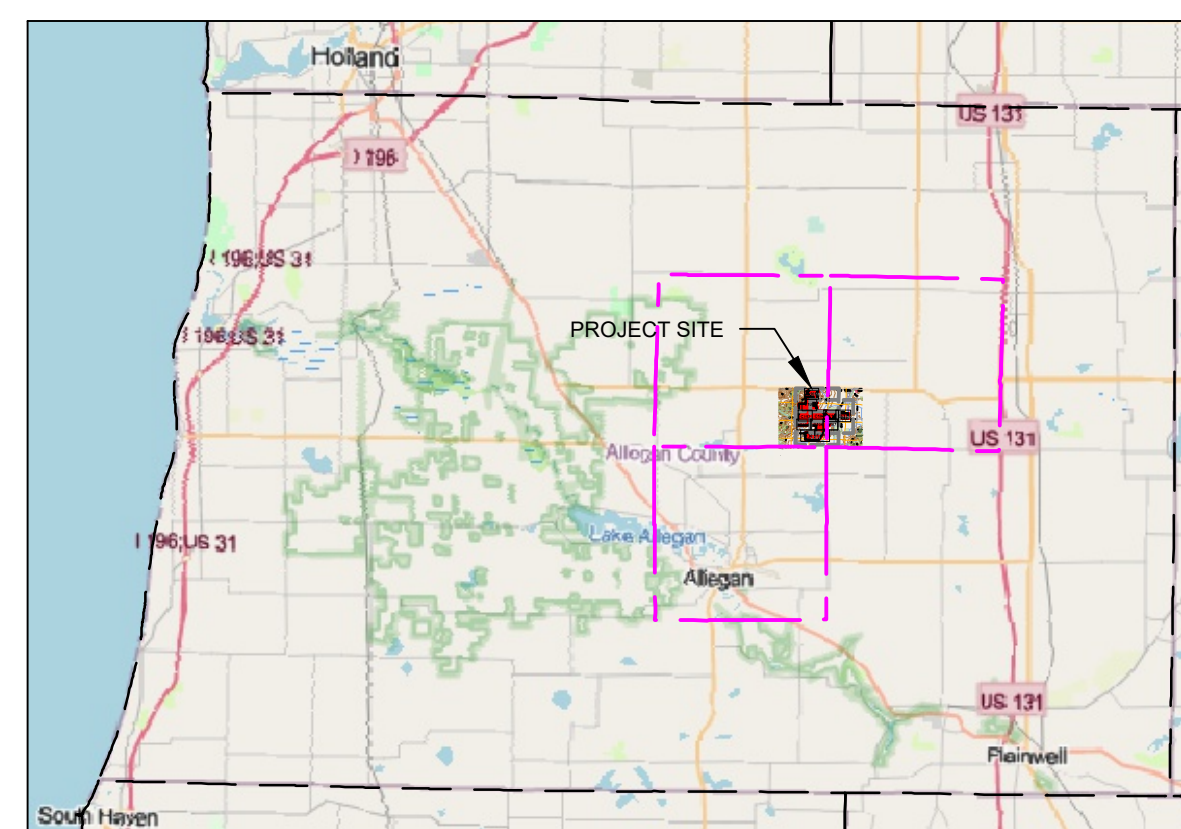 Holland
US 131
I 196
I 196;US 31
PROJECT SITE
I 196;US 31
US 131
Allegan County
Lake Allegan
I 196;US 31
Allegan
US 131
Plainwell
South Haven